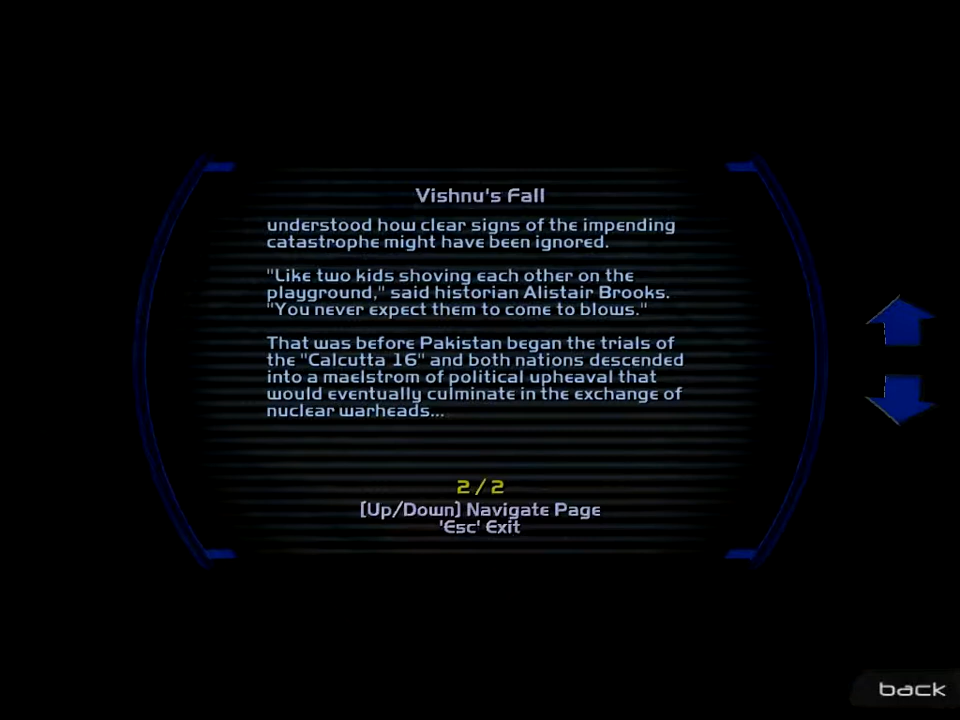 Vishnu's Fall
understood how clear signs of the impending
catastrophe might have been ignored.
"Like two kids shoving each other on the
playground," said historian Alistair Brooks.
"You never expect them to come to blows."
That was before Pakistan began the trials of
the "Calcutta 16" and both nations descended
into a maelstrom of political upheaval that
would eventually culminate in the exchange of
nuclear warheads...
2 / 2
[Up/Down] Navigate Page
'Esc' Exit
back